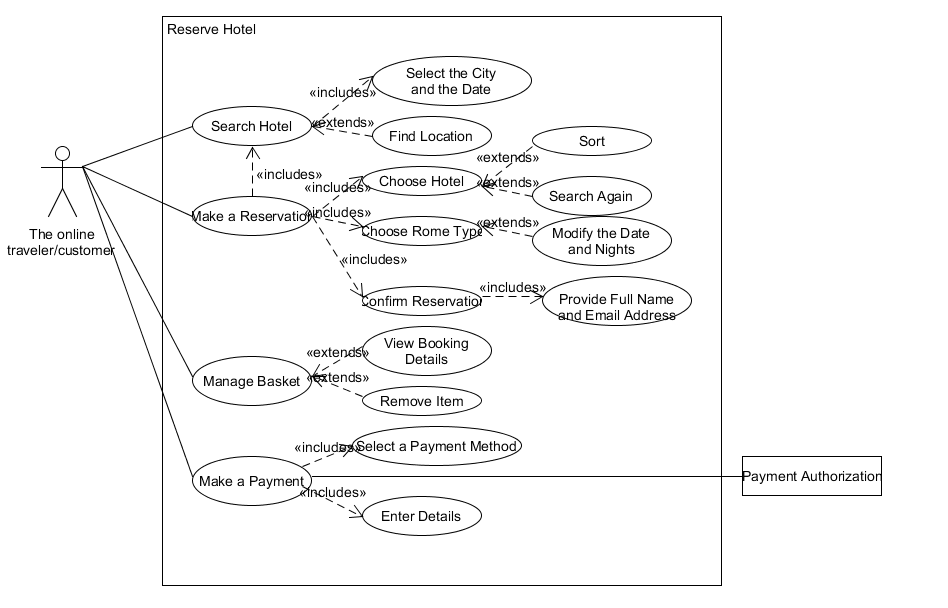 Reserve Hotel
Select the City
and the Date
«includes»
Search Hotel
«extends»
Find Location
Sort
«extends»
«includes»
«includes»
Choose Hotel
«extends»
Search Again
Make a Reservation
«includes»
Choose Rome Type
«extends»
Modify the Date
and Nights
The online
traveler/customer
«includes»
Confirm Reservation
«includes»
Provide Full Name
and Email Address
View Booking
Details
«extends»
Manage Basket
«extends»
Remove Item
«includes»
Select a Payment Method
Make a Payment
Payment Authorization
«includes»
Enter Details